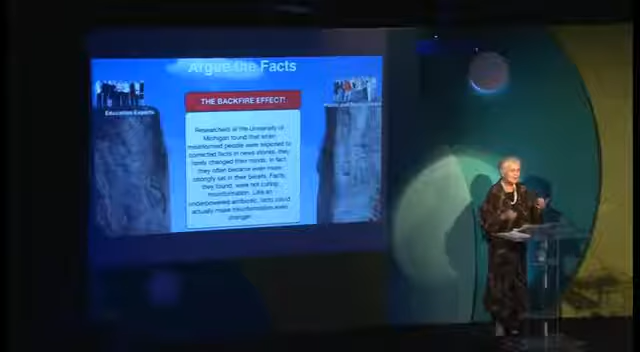 Argue the Facts
THE BACKFIRE EFFECT!
Education Experts
Researchers at the University of
Michigan found that when
misinformed people were exposed to
corrected facts in news stories, they
rarely changed their minds. In fact,
they often became even more
strongly set in their beliefs. Facts,
they found, were not curing
misinformation. Like an
underpowered antibiotic, facts could
actually make misinformation even
stronger.